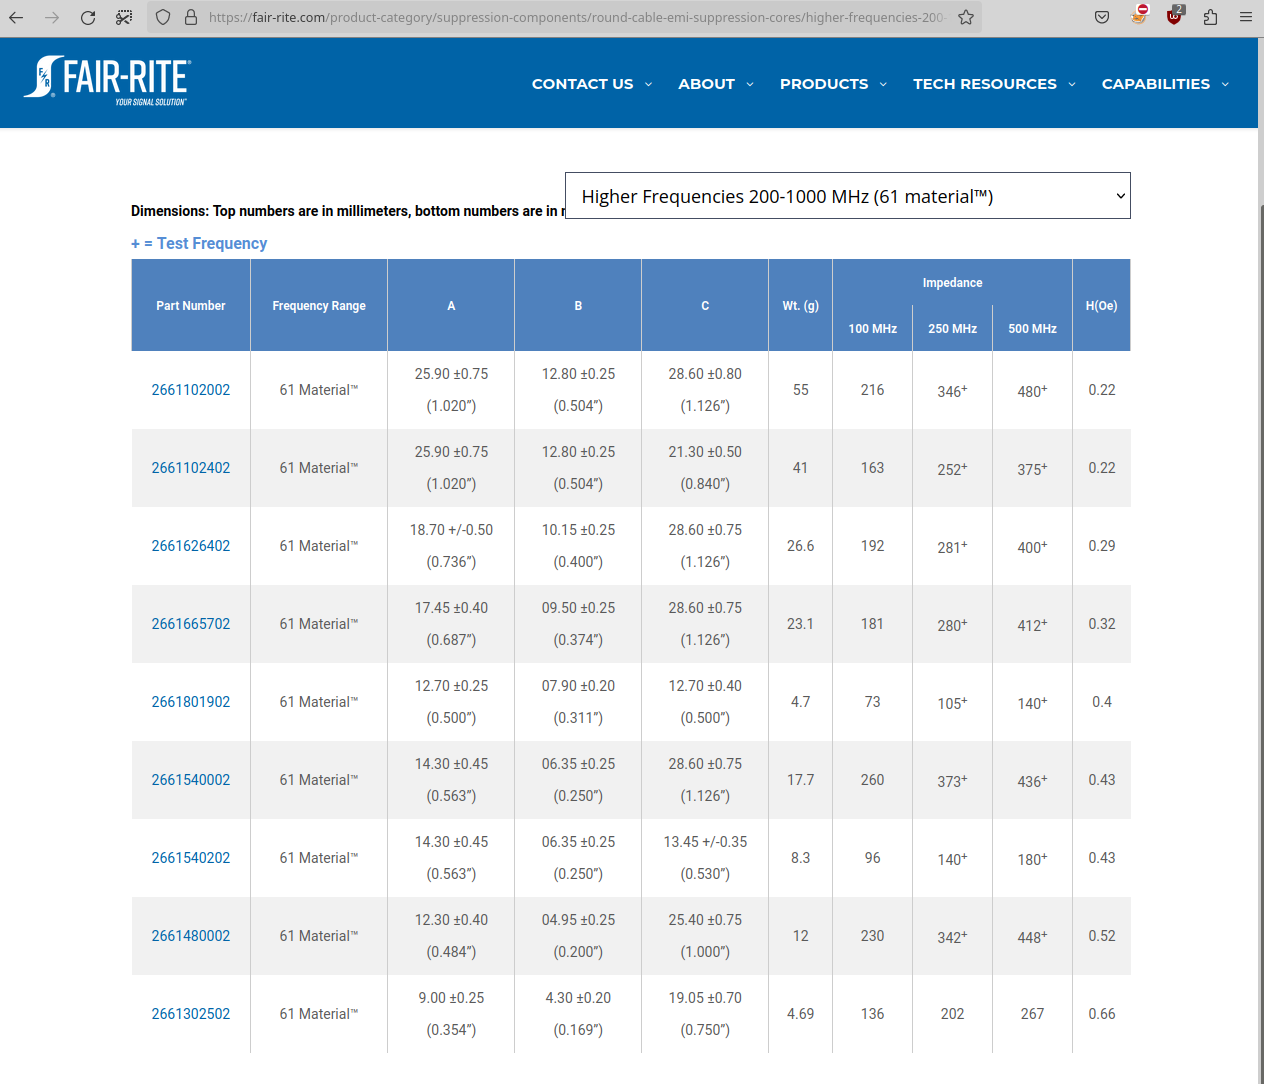 https://fair-rite.com/product-category/suppression-components/round-cable-emi-suppression-cores/higher-frequencies-200-
2
FAIR-RITE
YOUR SIGNAL SOLUTION
CONTACT US ABOUT PRODUCTS TECH RESOURCES CAPABILITIES
Higher Frequencies 200-1000 MHz (61 material™)
Dimensions: Top numbers are in millimeters, bottom numbers are in
+ = Test Frequency
Part Number Frequency Range A B C Wt. (g) Impedance H(Oe)
100 MHz 250 MHz 500 MHz
25.90 ±0.75 12.80 ±0.25 28.60 ±0.80
2661102002 61 Material™ 55 216 346+ 480+ 0.22
(1.020”) (0.504”) (1.126”)
25.90 ±0.75 12.80 ±0.25 21.30 ±0.50
2661102402 61 Material™ 41 163 252+ 375+ 0.22
(1.020”) (0.504”) (0.840”)
18.70 +/-0.50 10.15 ±0.25 28.60 ±0.75
2661626402 61 Material™ 26.6 192 281+ 400+ 0.29
(0.736”) (0.400”) (1.126”)
17.45 ±0.40 09.50 ±0.25 28.60 ±0.75
2661665702 61 Material™ 23.1 181 280+ 412+ 0.32
(0.687”) (0.374”) (1.126”)
12.70 ±0.25 07.90 ±0.20 12.70 ±0.40
2661801902 61 Material™ 4.7 73 105+ 140+ 0.4
(0.500”) (0.311”) (0.500”)
14.30 ±0.45 06.35 ±0.25 28.60 ±0.75
2661540002 61 Material™ 17.7 260 373+ 436+ 0.43
(0.563”) (0.250”) (1.126”)
14.30 ±0.45 06.35 ±0.25 13.45 +/-0.35
2661540202 61 Material™ 8.3 96 140+ 180+ 0.43
(0.563”) (0.250”) (0.530”)
12.30 ±0.40 04.95 ±0.25 25.40 ±0.75
2661480002 61 Material™ 12 230 342+ 448+ 0.52
(0.484”) (0.200”) (1.000”)
9.00 ±0.25 4.30 ±0.20 19.05 ±0.70
2661302502 61 Material™ 4.69 136 202 267 0.66
(0.354”) (0.169”) (0.750”)